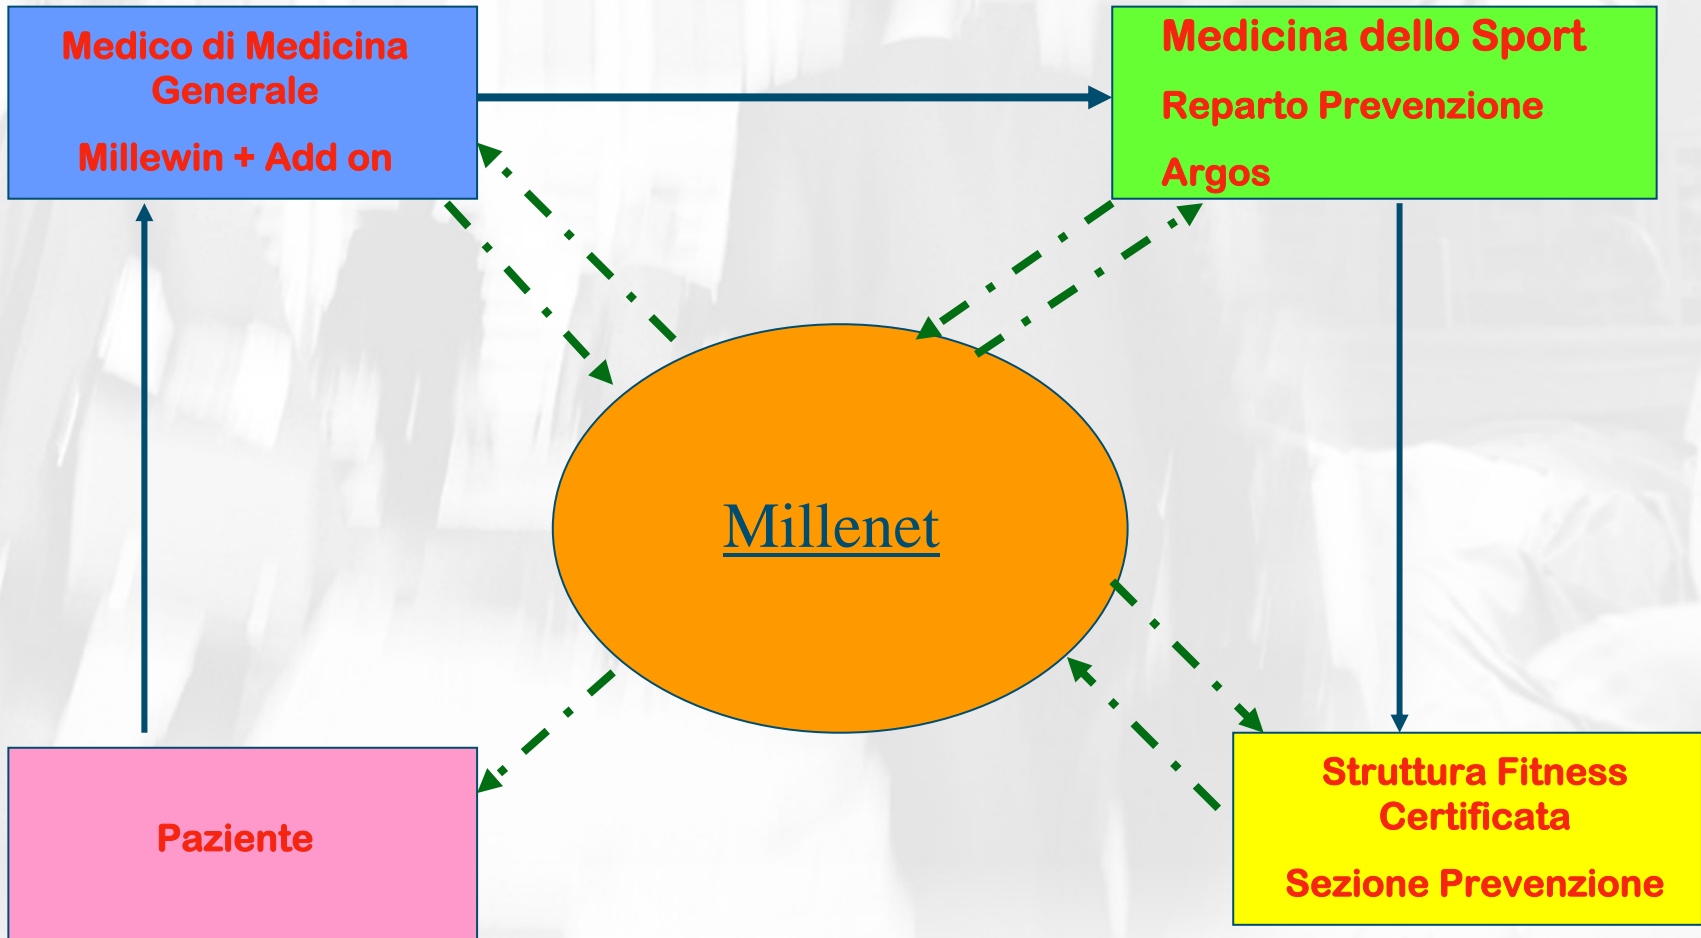 Medico di Medicina
Generale
Millewin + Add on
Medicina dello Sport
Reparto Prevenzione
Argos
Millenet
Paziente
Struttura Fitness
Certificata
Sezione Prevenzione